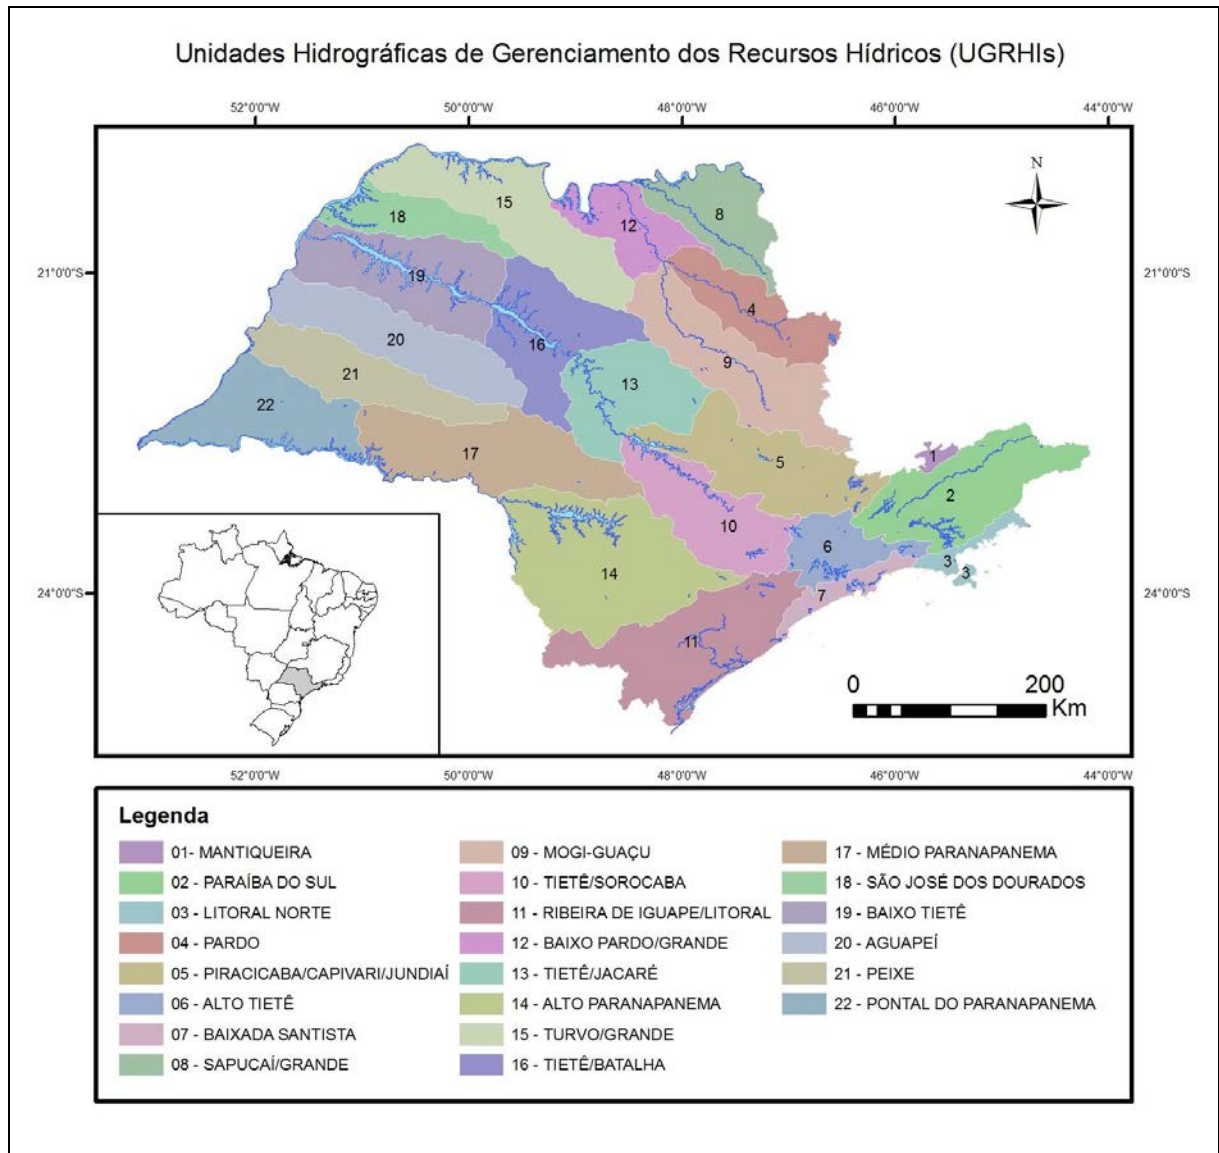 Unidades Hidrográficas de Gerenciamento dos Recursos Hídricos (UGRHIs)
52°0'0"W 50°0'0"W 48°0'0"W 46°0'0"W 44°0'0"W
N
15
8
18
12
21°0'0"S 19 21°0'0"S
4
20 16
9
21 13
22
17 5 1
2
10
6
3
14 3
24°0'0"S 7 24°0'0"S
11
0 200
Km
52°0'0"W 50°0'0"W 48°0'0"W 46°0'0"W 44°0'0"W
Legenda
01- MANTIQUEIRA
02 - PARAÍBA DO SUL
03 - LITORAL NORTE
04 - PARDO
05 - PIRACICABA/CAPIVARI/JUNDIAÍ
06 - ALTO TIETÊ
07 - BAIXADA SANTISTA
08 - SAPUCAÍ/GRANDE
09 - MOGI-GUAÇU
10 - TIETÊ/SOROCABA
11 - RIBEIRA DE IGUAPE/LITORAL
12 - BAIXO PARDO/GRANDE
13 - TIETÊ/JACARÉ
14 - ALTO PARANAPANEMA
15 - TURVO/GRANDE
16 - TIETÊ/BATALHA
17 - MÉDIO PARANAPANEMA
18 - SÃO JOSÉ DOS DOURADOS
19 - BAIXO TIETÊ
20 - AGUAPEÍ
21 - PEIXE
22 - PONTAL DO PARANAPANEMA